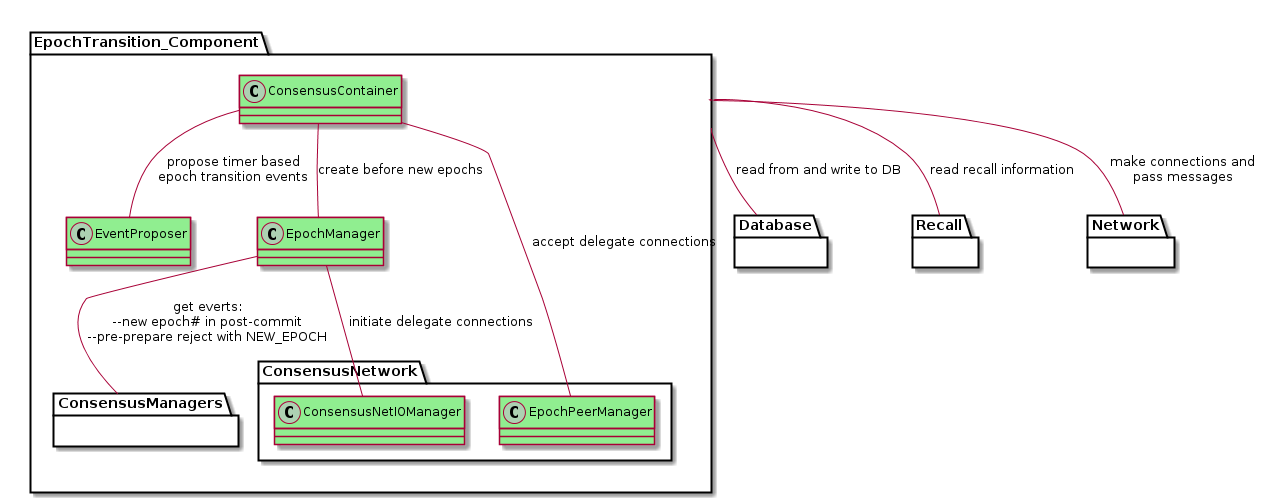 EpochTransition_Component
C ConsensusContainer
propose timer based
epoch transition events
create before new epochs
read from and write to DB
read recall information
make connections and
pass messages
C EventProposer
C EpochManager
accept delegate connections
Database
Recall
Network
get everts:
--new epoch# in post-commit
--pre-prepare reject with NEW_EPOCH
initiate delegate connections
ConsensusNetwork
ConsensusManagers
C ConsensusNetIOManager
C EpochPeerManager